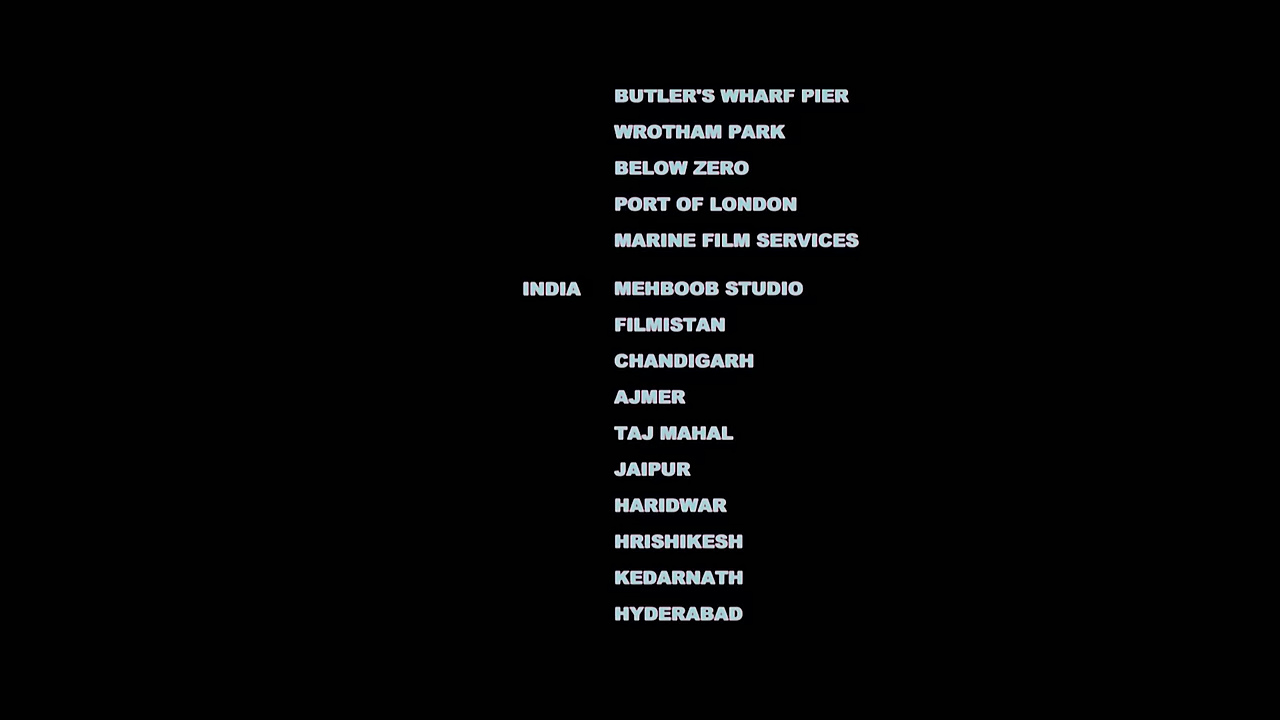 BUTLER'S WHARF PIER
WROTHAM PARK
BELOW ZERO
PORT OF LONDON
MARINE FILM SERVICES
INDIA MEHBOOB STUDIO
FILMISTAN
CHANDIGARH
AJMER
TAJ MAHAL
JAIPUR
HARIDWAR
HRISHIKESH
KEDARNATH
HYDERABAD